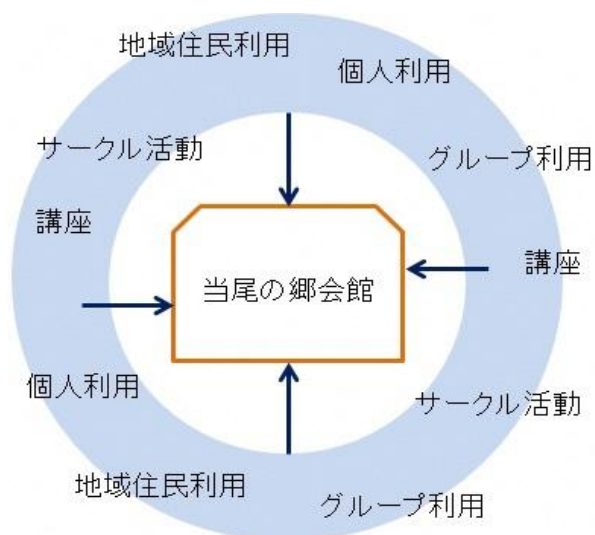 地域住民利用
個人利用
サークル活動
グループ利用
講座
講座
当尾の郷会館
個人利用
サークル活動
地域住民利用
グループ利用